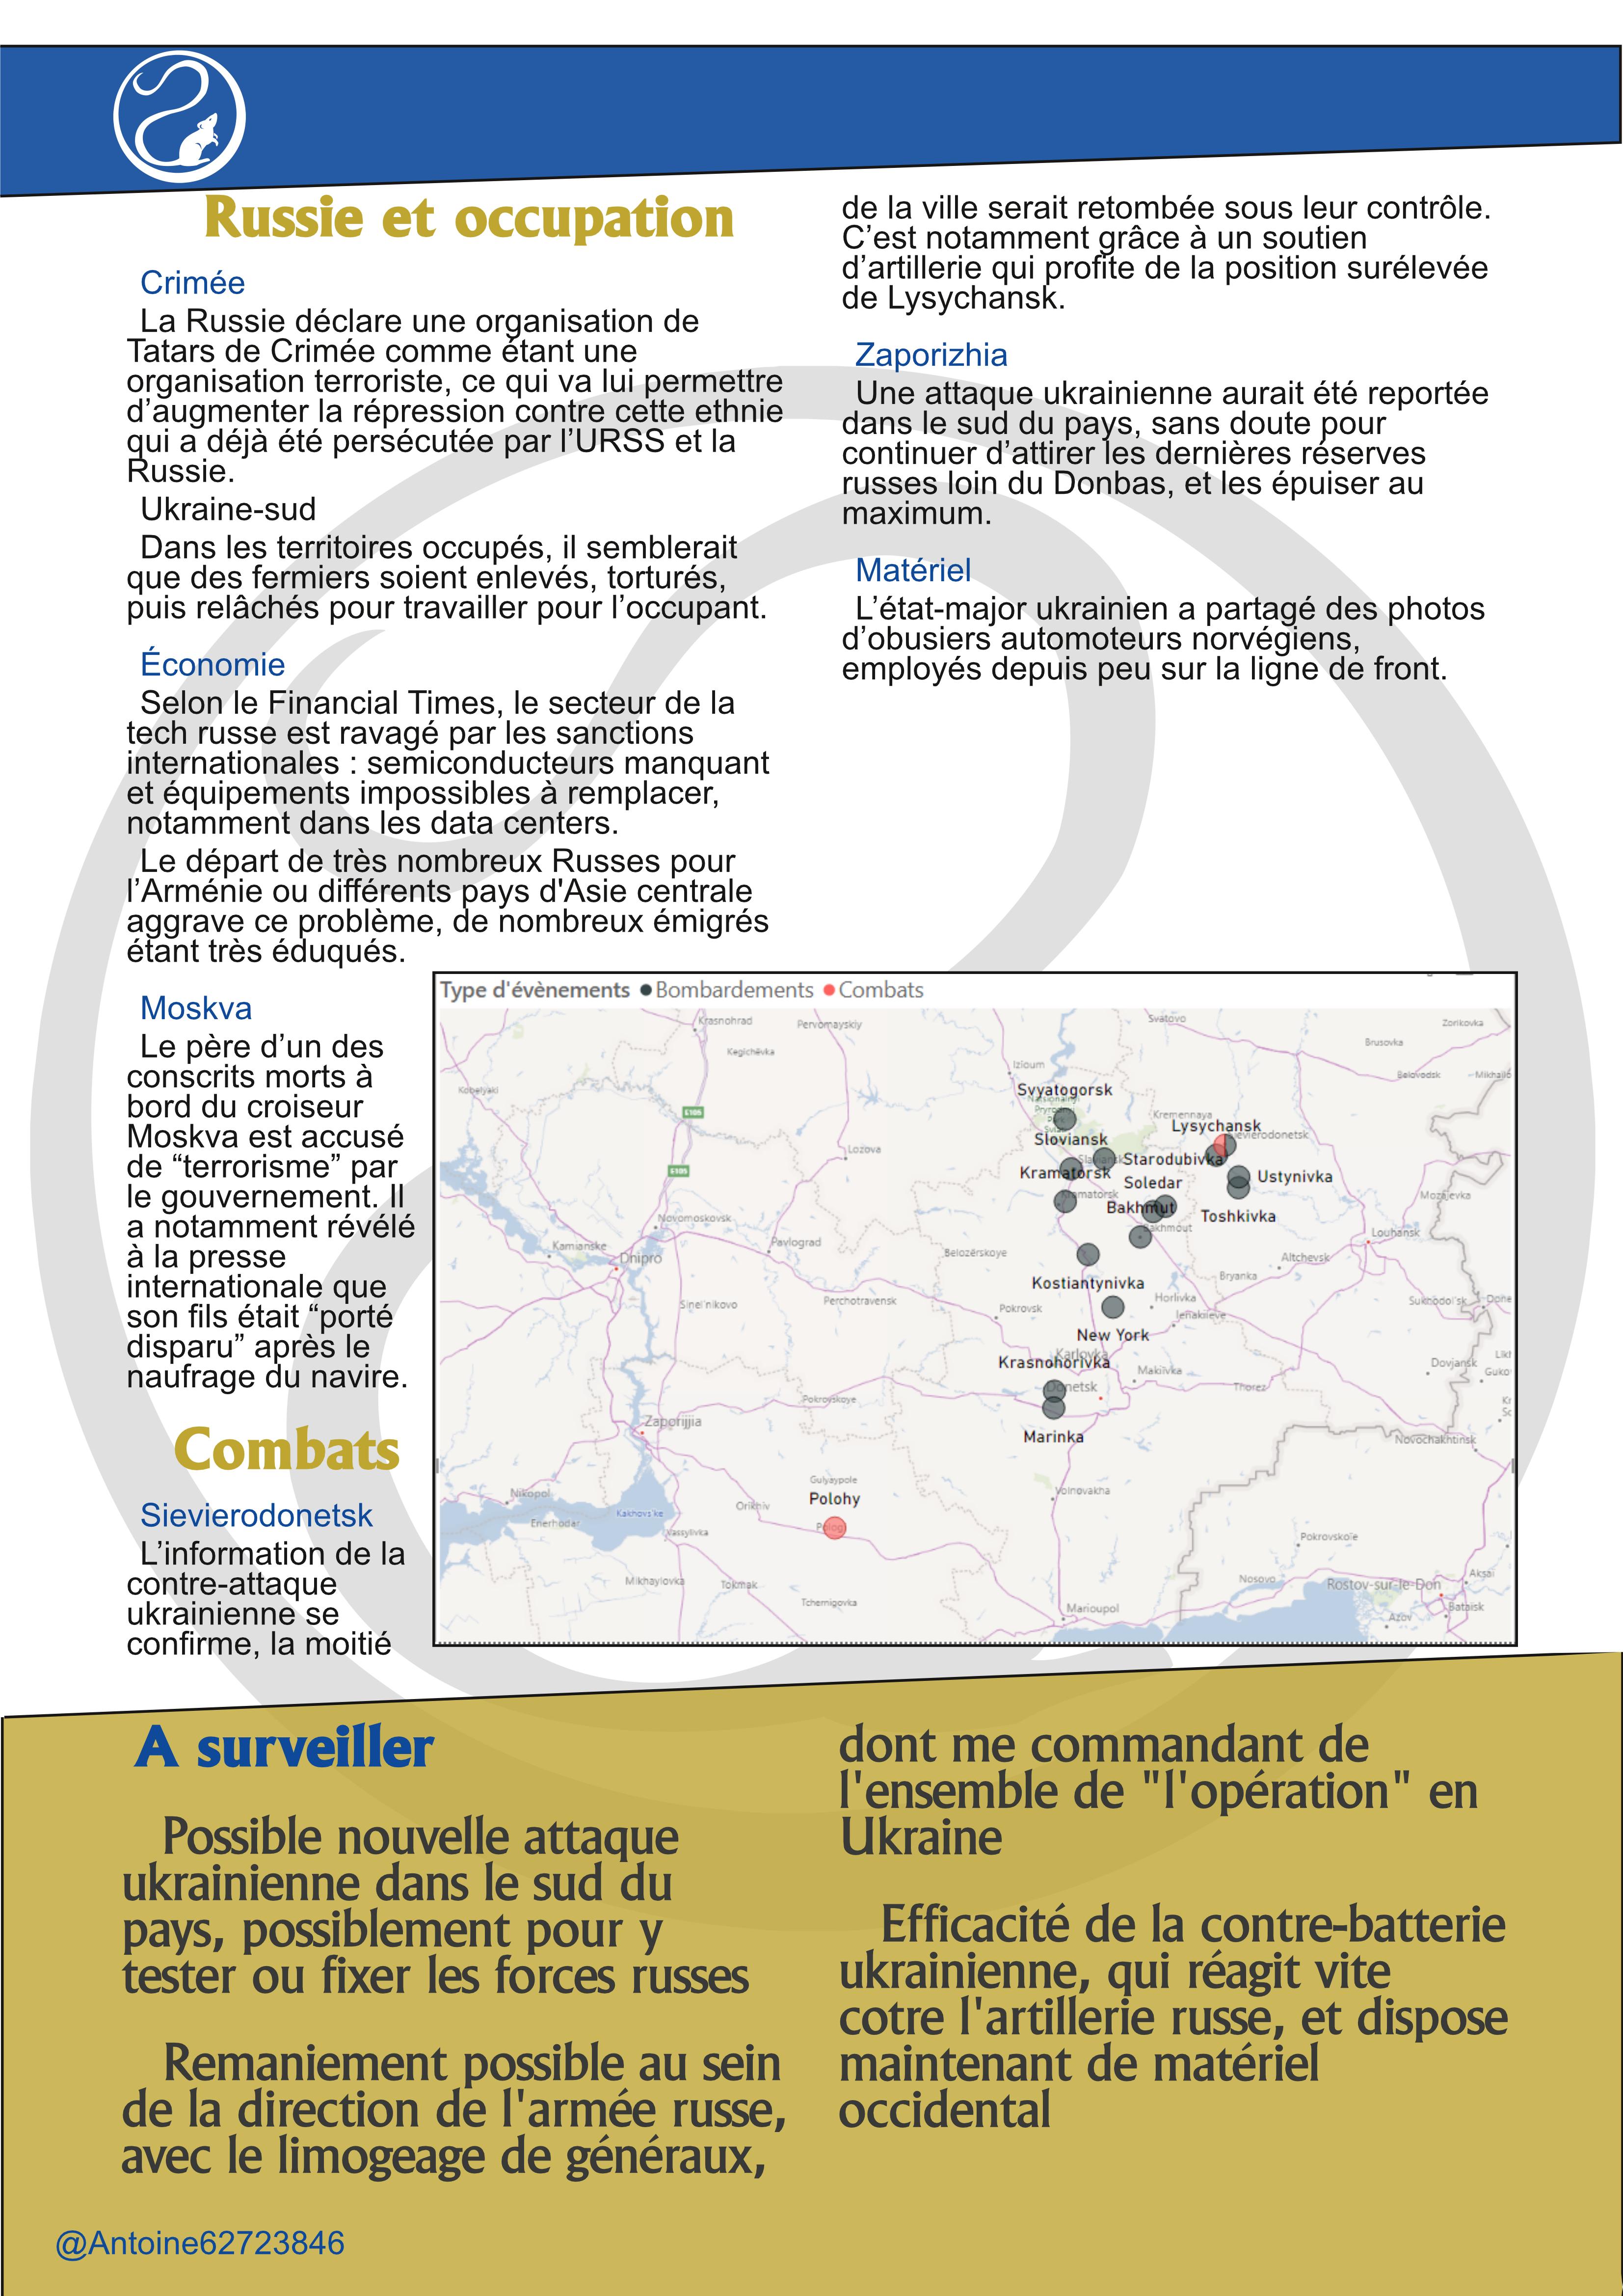 Russie et occupation
Crimée
La Russie déclare une organisation de
Tatars de Crimée comme étant une
organisation terroriste, ce qui va lui permettre
d’augmenter la répression contre cette ethnie
qui a déjà été persécutée par l’URSS et la
Russie.
Ukraine-sud
Dans les territoires occupés, il semblerait
que des fermiers soient enlevés, torturés,
puis relâchés pour travailler pour l’occupant.
Économie
Selon le Financial Times, le secteur de la
tech russe est ravagé par les sanctions
internationales : semiconducteurs manquant
et équipements impossibles à remplacer,
notamment dans les data centers.
Le départ de très nombreux Russes pour
l’Arménie ou différents pays d'Asie centrale
aggrave ce problème, de nombreux émigrés
étant très éduqués.
Moskva
Le père d’un des
conscrits morts à
bord du croiseur
Moskva est accusé
de “terrorisme” par
le gouvernement. Il
a notamment révélé
à la presse
internationale que
son fils était “porté
disparu” après le
naufrage du navire.
Combats
Sievierodonetsk
L’information de la
contre-attaque
ukrainienne se
confirme, la moitié
de la ville serait retombée sous leur contrôle.
C’est notamment grâce à un soutien
d’artillerie qui profite de la position surélevée
de Lysychansk.
Zaporizhia
Une attaque ukrainienne aurait été reportée
dans le sud du pays, sans doute pour
continuer d’attirer les dernières réserves
russes loin du Donbas, et les épuiser au
maximum.
Matériel
L’état-major ukrainien a partagé des photos
d’obusiers automoteurs norvégiens,
employés depuis peu sur la ligne de front.
Type d'évènements Bombardements Combats
Krasnohrad
Pervomayskiy
Svatovo
Zorikovka
Brusovka
Kegichëvka
Izioum
Belovodsk
Kobelyaki
Svyatogorsk
Kremennaya
Lysychansk
E105
Sloviansk
Lozova
Starodubivka
Kramatorsk
Ustynivka
E105
Soledar
Bakhmut
Toshkivka
Novomoskovsk
Bakhmout
Louhansk
Kamianske
Pavlograd
Belozërskoye
Altchevsk
Dnipro
Bryanka
Kostiantynivka
Horlivka
Sinel'nikovo
Perchotravensk
Pokrovsk
Ienakiieve
Sukhodol'sk
New York
Karlovka
Krasnohorivka
Makiivka
Dovjansk
Donetsk
Thorez
Pokrovskoye
Zaporijjia
Marinka
Novochakhtinsk
Gulyaypole
Polohy
Volnovakha
Nikopol
Orikhiv
Enerhodar
Vassylivka
Pokrovskoïe
Mikhaylovka
Tokmak
Nosovo
Rostov-sur-le-Don
Aksaï
Tchernigovka
Marioupol
Azov
Bataïsk
A surveiller
Possible nouvelle attaque
ukrainienne dans le sud du
pays, possiblement pour y
tester ou fixer les forces russes
Remaniement possible au sein
de la direction de l'armée russe,
avec le limogeage de généraux,
dont me commandant de
l'ensemble de "l'opération" en
Ukraine
Efficacité de la contre-batterie
ukrainienne, qui réagit vite
cotre l'artillerie russe, et dispose
maintenant de matériel
occidental
@Antoine62723846